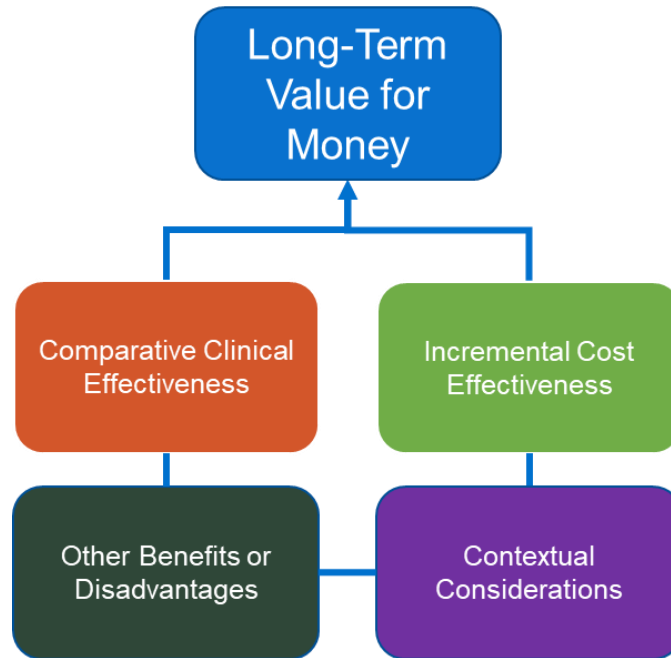 Long-Term
Value for
Money
Comparative Clinical
Effectiveness
Incremental Cost
Effectiveness
Other Benefits or
Disadvantages
Contextual
Considerations